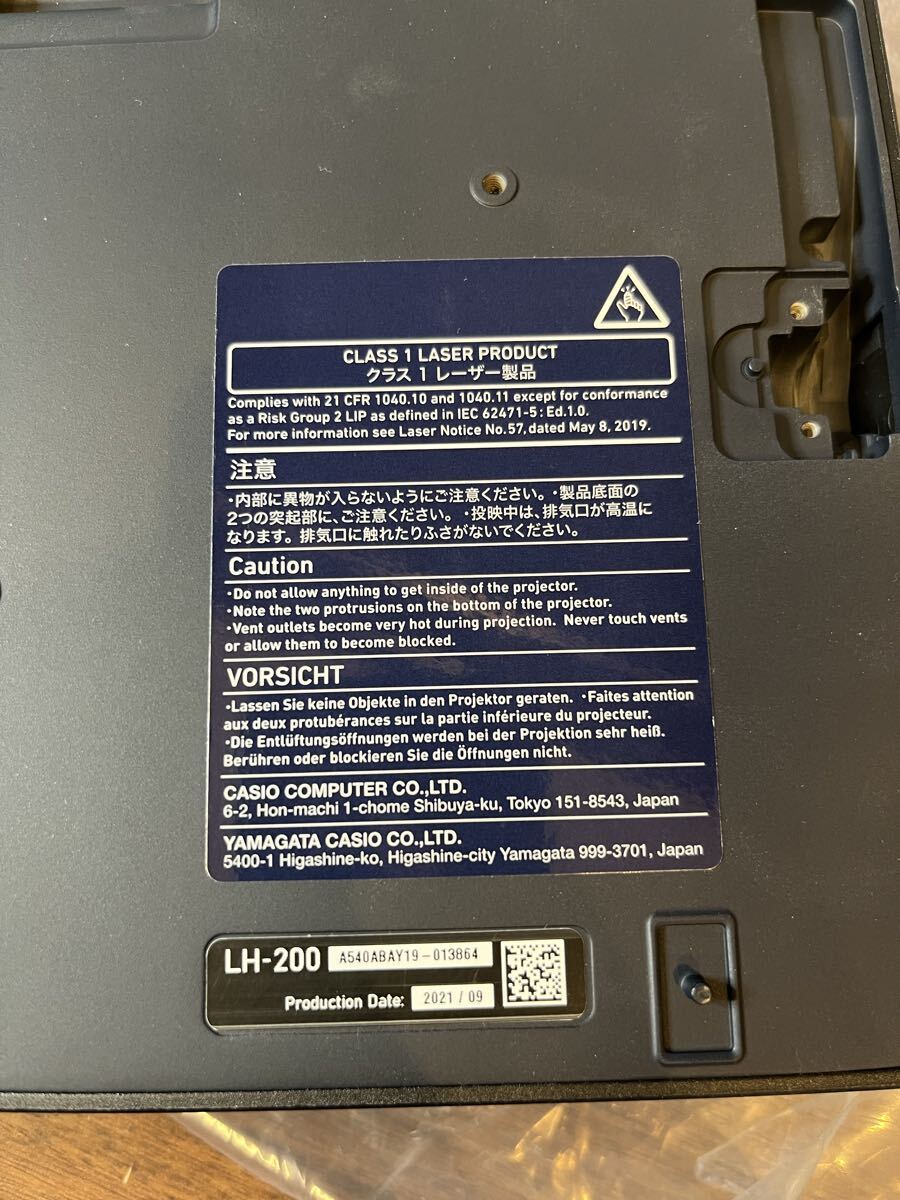 CLASS 1 LASER PRODUCT
クラス 1 レーザー製品
Complies with 21 CFR 1040.10 and 1040.11 except for conformance
as a Risk Group 2 LIP as defined in IEC 62471-5: Ed.1.0.
For more information see Laser Notice No.57, dated May 8, 2019.
注意
・内部に異物が入らないようにご注意ください。・製品底面の
2つの突起部に、ご注意ください。・投映中は、排気口が高温に
なります。排気口に触れたりふさがないでください。
Caution
・Do not allow anything to get inside of the projector.
・Note the two protrusions on the bottom of the projector.
・Vent outlets become very hot during projection. Never touch vents
or allow them to become blocked.
VORSICHT
・Lassen Sie keine Objekte in den Projektor geraten. ・Faites attention
aux deux protubérances sur la partie inférieure du projecteur.
・Die Entlüftungsöffnungen werden bei der Projektion sehr heiß.
Berühren oder blockieren Sie die Öffnungen nicht.
CASIO COMPUTER CO.,LTD.
6-2, Hon-machi 1-chome Shibuya-ku, Tokyo 151-8543, Japan
YAMAGATA CASIO CO.,LTD.
5400-1 Higashine-ko, Higashine-city Yamagata 999-3701, Japan
LH-200 A540ABAY19-013864
Production Date: 2021 / 09